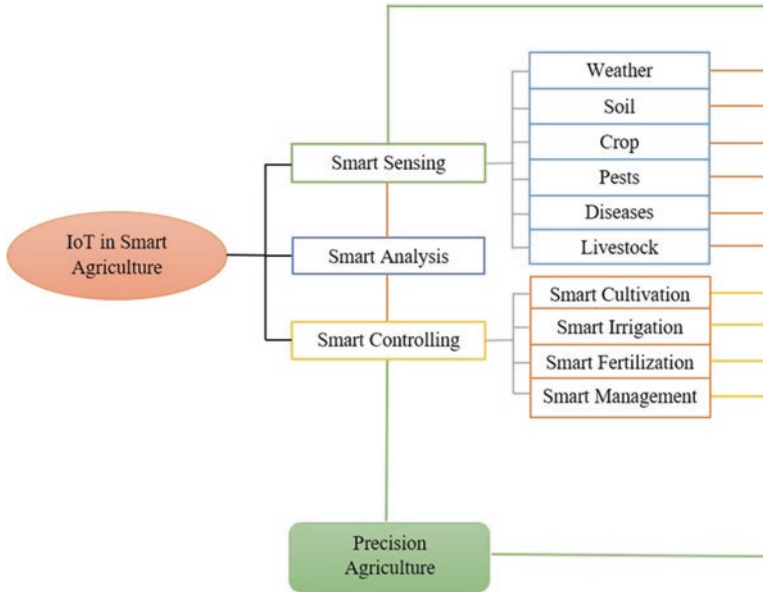 IoT in Smart
Agriculture
Smart Sensing
Smart Analysis
Smart Controlling
Weather
Soil
Crop
Pests
Diseases
Livestock
Smart Cultivation
Smart Irrigation
Smart Fertilization
Smart Management
Precision
Agriculture